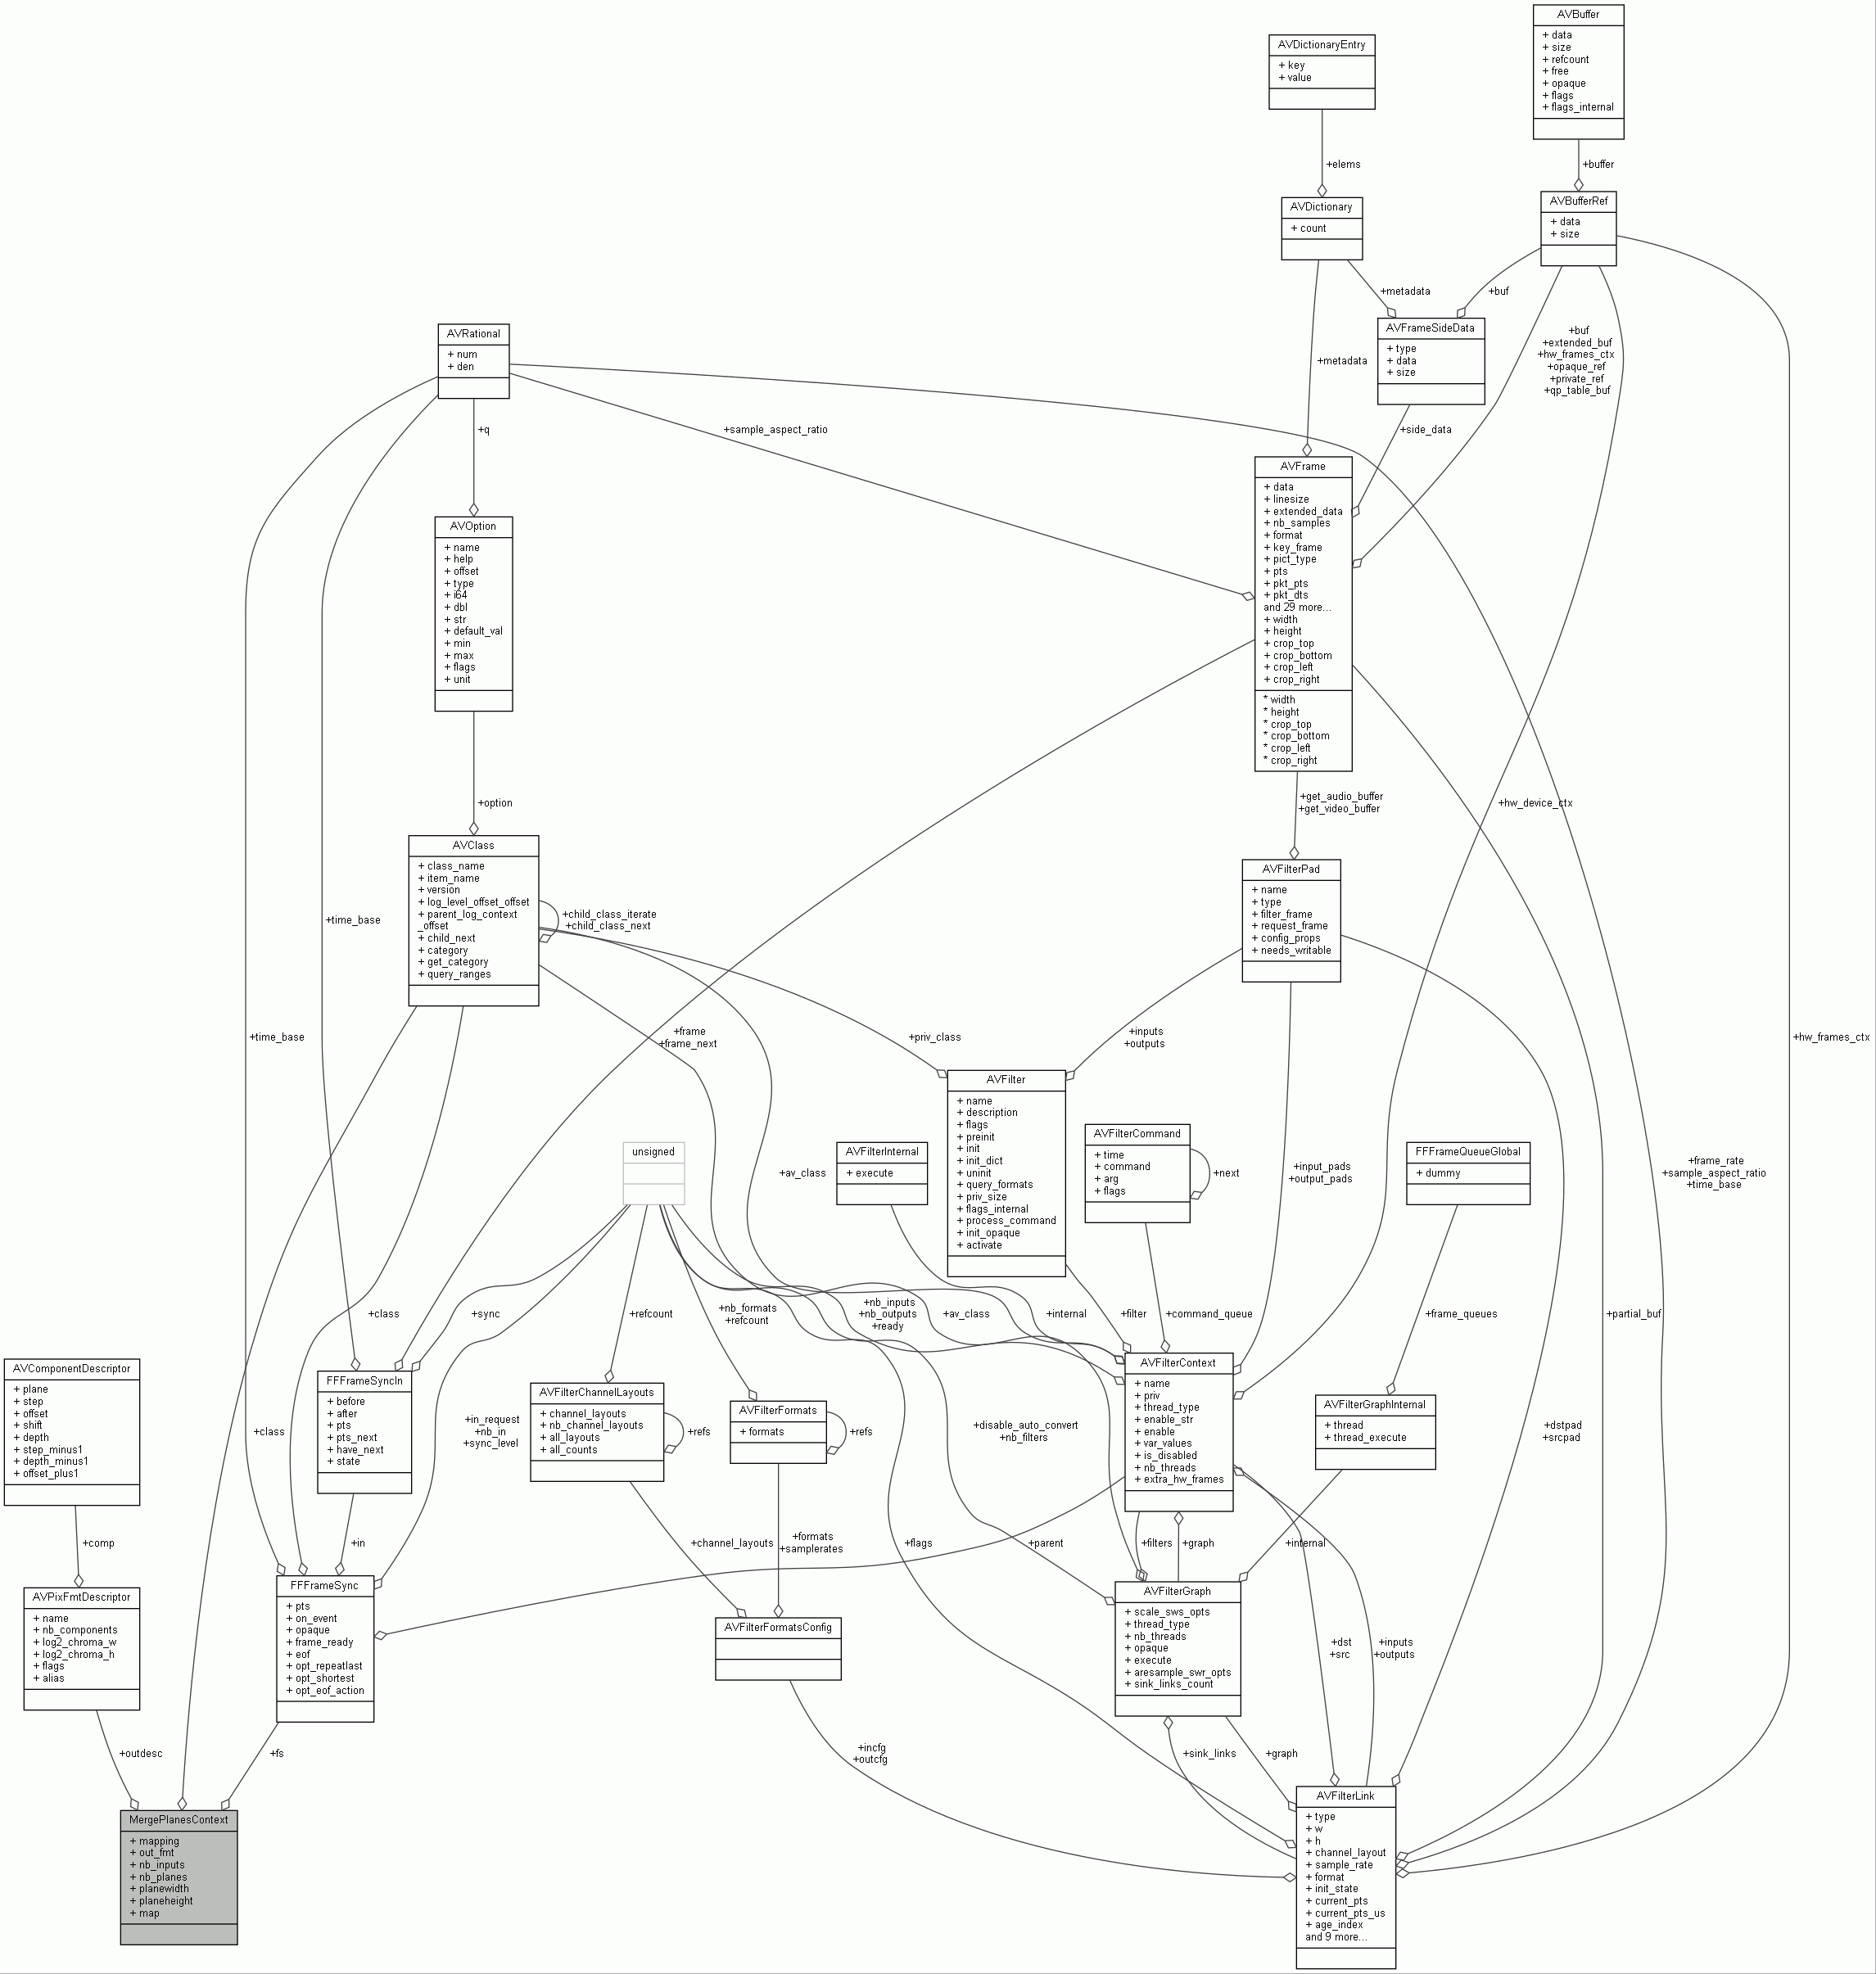 AVBuffer
+ data
+ size
+ refcount
+ free
+ opaque
+ flags
+ flags_internal
AVDictionaryEntry
+ key
+ value
+elems
+buffer
AVDictionary
+ count
AVBufferRef
+ data
+ size
+metadata
+buf
AVFrameSideData
+ type
+ data
+ size
+buf
+extended_buf
+hw_frames_ctx
+opaque_ref
+private_ref
+qp_table_buf
+metadata
AVRational
+ num
+ den
+q
+sample_aspect_ratio
+side_data
AVFrame
+ data
+ linesize
+ extended_data
+ nb_samples
+ format
+ key_frame
+ pict_type
+ pts
+ pkt_pts
+ pkt_dts
and 29 more...
+ width
+ height
+ crop_top
+ crop_bottom
+ crop_left
+ crop_right
* width
* height
* crop_top
* crop_bottom
* crop_left
* crop_right
AVOption
+ name
+ help
+ offset
+ type
+ i64
+ dbl
+ str
+ default_val
+ min
+ max
+ flags
+ unit
+option
+get_audio_buffer
+get_video_buffer
+hw_device_ctx
AVClass
+ class_name
+ item_name
+ version
+ log_level_offset_offset
+ parent_log_context
_offset
+ child_next
+ category
+ get_category
+ query_ranges
+child_class_iterate
+child_class_next
+time_base
AVFilterPad
+ name
+ type
+ filter_frame
+ request_frame
+ config_props
+ needs_writable
+time_base
+frame
+frame_next
+priv_class
+inputs
+outputs
+hw_frames_ctx
AVFilter
+ name
+ description
+ flags
+ preinit
+ init
+ init_dict
+ uninit
+ query_formats
+ priv_size
+ flags_internal
+ process_command
+ init_opaque
+ activate
unsigned
+av_class
AVFilterInternal
+ execute
AVFilterCommand
+ time
+ command
+ arg
+ flags
+next
+input_pads
+output_pads
FFFrameQueueGlobal
+ dummy
+frame_rate
+sample_aspect_ratio
+time_base
+class
+sync
+refcount
+nb_formats
+refcount
+nb_inputs
+nb_outputs
+ready
+av_class
+internal
+filter
+command_queue
+frame_queues
+partial_buf
AVComponentDescriptor
+ plane
+ step
+ offset
+ shift
+ depth
+ step_minus1
+ depth_minus1
+ offset_plus1
+class
FFFrameSyncIn
+ before
+ after
+ pts
+ pts_next
+ have_next
+ state
+in_request
+nb_in
+sync_level
AVFilterChannelLayouts
+ channel_layouts
+ nb_channel_layouts
+ all_layouts
+ all_counts
+refs
AVFilterFormats
+ formats
+refs
+disable_auto_convert
+nb_filters
AVFilterContext
+ name
+ priv
+ thread_type
+ enable_str
+ enable
+ var_values
+ is_disabled
+ nb_threads
+ extra_hw_frames
AVFilterGraphInternal
+ thread
+ thread_execute
+dstpad
+srcpad
+comp
+in
+channel_layouts
+formats
+samplerates
+flags
+parent
+filters
+graph
+internal
AVPixFmtDescriptor
+ name
+ nb_components
+ log2_chroma_w
+ log2_chroma_h
+ flags
+ alias
FFFrameSync
+ pts
+ on_event
+ opaque
+ frame_ready
+ eof
+ opt_repeatlast
+ opt_shortest
+ opt_eof_action
AVFilterFormatsConfig
AVFilterGraph
+ scale_sws_opts
+ thread_type
+ nb_threads
+ opaque
+ execute
+ aresample_swr_opts
+ sink_links_count
+dst
+src
+inputs
+outputs
+outdesc
+fs
+incfg
+outcfg
+sink_links
+graph
MergePlanesContext
+ mapping
+ out_fmt
+ nb_inputs
+ nb_planes
+ planewidth
+ planeheight
+ map
AVFilterLink
+ type
+ w
+ h
+ channel_layout
+ sample_rate
+ format
+ init_state
+ current_pts
+ current_pts_us
+ age_index
and 9 more...